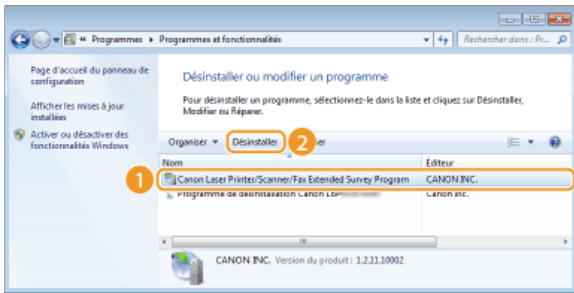 Programmes ▸ Programmes et fonctionnalités
Rechercher dans : Pr...
Page d'accueil du panneau de
configuration
Afficher les mises à jour
installées
Activer ou désactiver des
fonctionnalités Windows
Désinstaller ou modifier un programme
Pour désinstaller un programme, sélectionnez-le dans la liste et cliquez sur Désinstaller,
Modifier ou Réparer.
Organiser ▾ Désinstaller 2
Nom Éditeur
1 Canon Laser Printer/Scanner/Fax Extended Survey Program CANON INC.
Programme de désinstallation Canon Canon Inc.
CANON INC. Version du produit : 1.2.11.10002